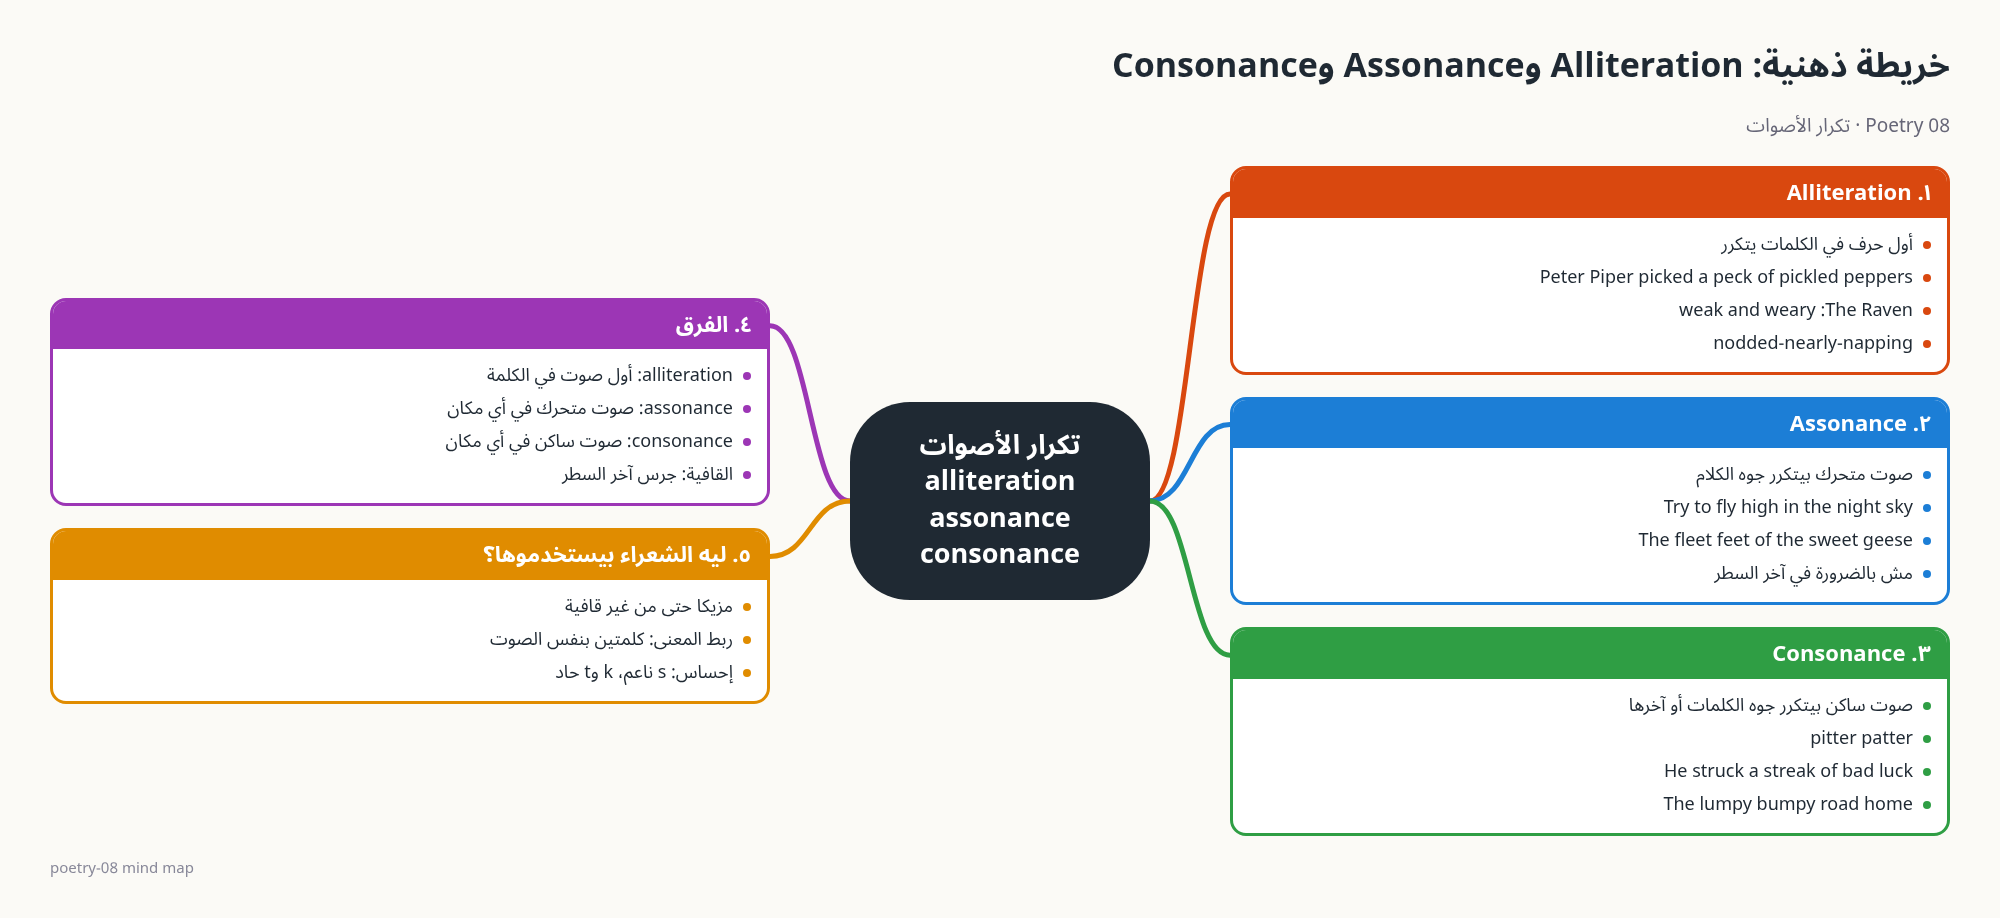 خريطة ذهنية: Alliteration وAssonance وConsonance
Poetry 08 · تكرار الأصوات
١. Alliteration
أول حرف في الكلمات يتكرر
Peter Piper picked a peck of pickled peppers
The Raven: weak and weary
nodded-nearly-napping
٢. Assonance
صوت متحرك بيتكرر جوه الكلام
Try to fly high in the night sky
The fleet feet of the sweet geese
مش بالضرورة في آخر السطر
٣. Consonance
صوت ساكن بيتكرر جوه الكلمات أو آخرها
pitter patter
He struck a streak of bad luck
The lumpy bumpy road home
تكرار الأصوات
alliteration
assonance
consonance
٤. الفرق
alliteration: أول صوت في الكلمة
assonance: صوت متحرك في أي مكان
consonance: صوت ساكن في أي مكان
القافية: جرس آخر السطر
٥. ليه الشعراء بيستخدموها؟
مزيكا حتى من غير قافية
ربط المعنى: كلمتين بنفس الصوت
إحساس: s ناعم، k وt حاد
poetry-08 mind map